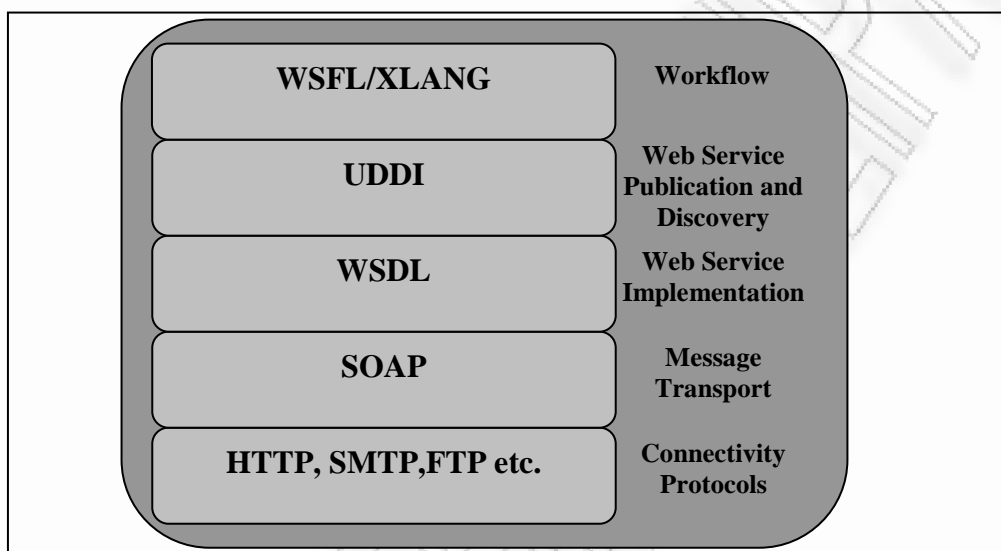 WSFL/XLANG
Workflow
UDDI
Web Service
Publication and
Discovery
WSDL
Web Service
Implementation
SOAP
Message
Transport
HTTP, SMTP,FTP etc.
Connectivity
Protocols